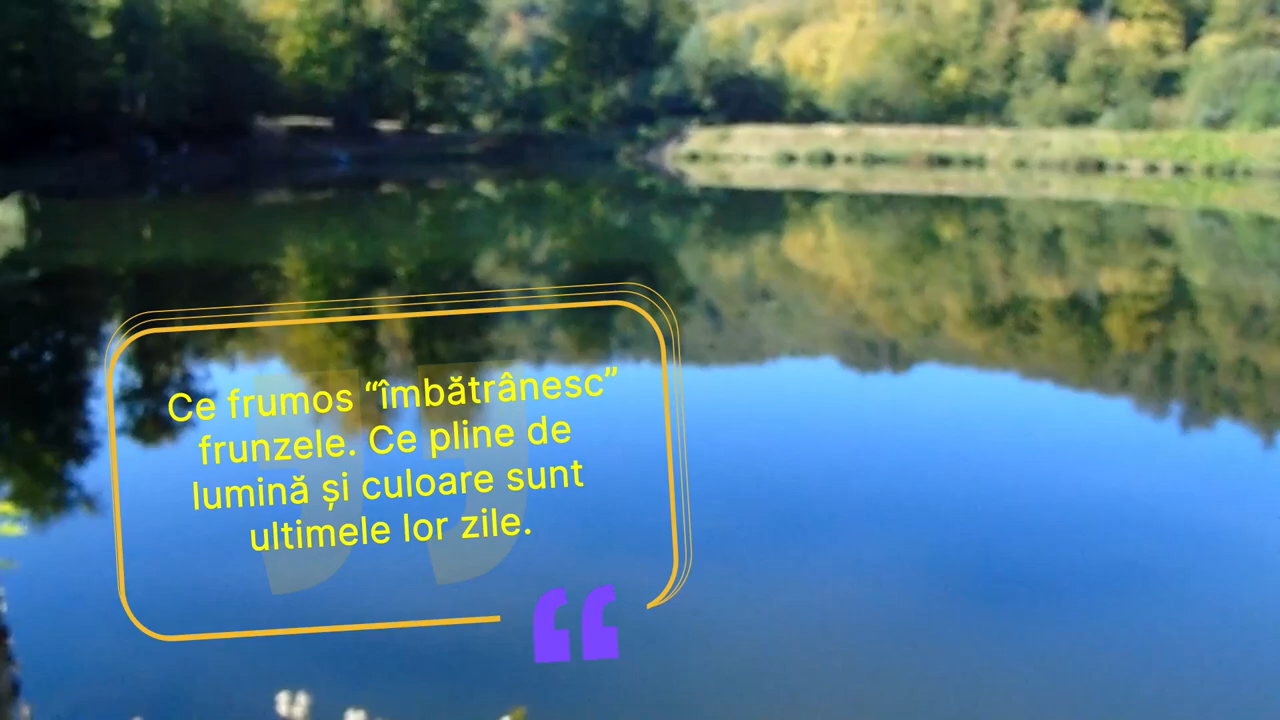 Ce frumos “îmbătrânesc”
frunzele. Ce pline de
lumină și culoare sunt
ultimele lor zile.